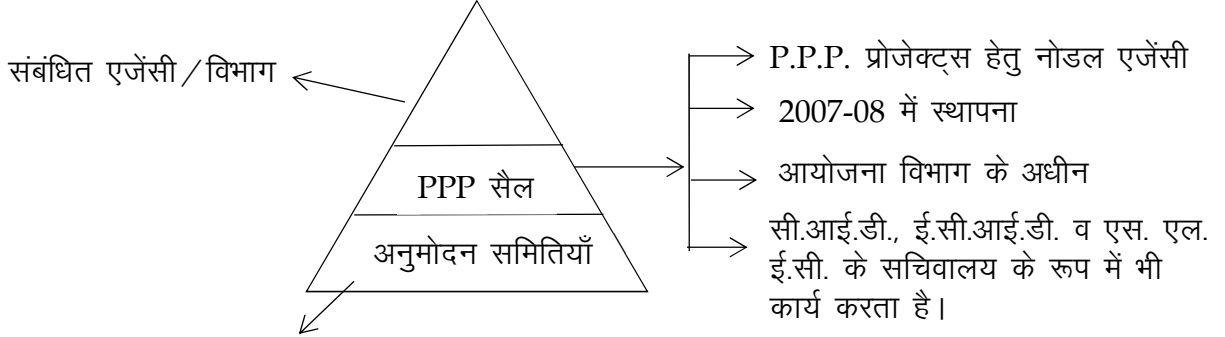 संबंधित एजेंसी / विभाग
PPP सैल
अनुमोदन समितियाँ
P.P.P. प्रोजेक्ट्स हेतु नोडल एजेंसी
2007-08 में स्थापना
आयोजना विभाग के अधीन
सी.आई.डी., ई.सी.आई.डी. व एस. एल.
ई.सी. के सचिवालय के रूप में भी
कार्य करता है।